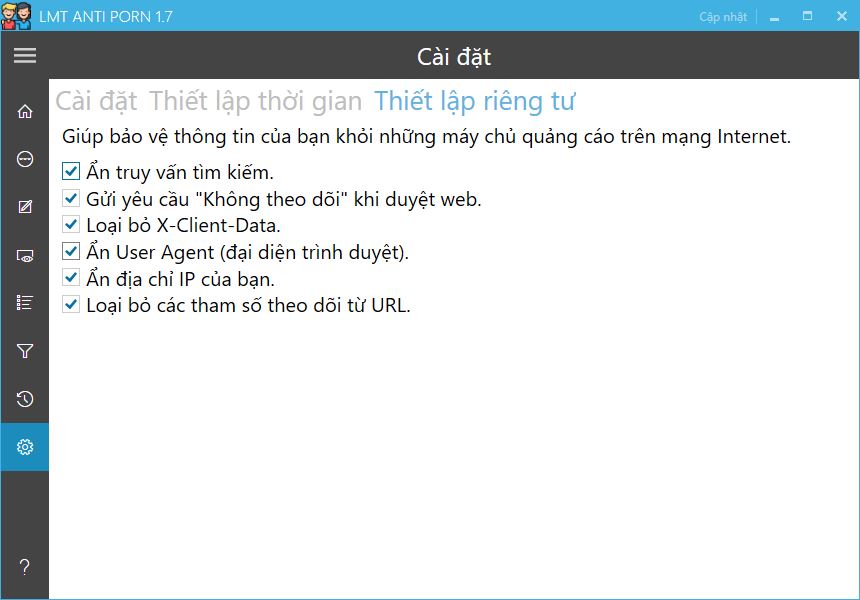 LMT ANTI PORN 1.7
Cập nhật
Cài đặt
Cài đặt Thiết lập thời gian Thiết lập riêng tư
Giúp bảo vệ thông tin của bạn khỏi những máy chủ quảng cáo trên mạng Internet.
Ẩn truy vấn tìm kiếm.
Gửi yêu cầu "Không theo dõi" khi duyệt web.
Loại bỏ X-Client-Data.
Ẩn User Agent (đại diện trình duyệt).
Ẩn địa chỉ IP của bạn.
Loại bỏ các tham số theo dõi từ URL.
?